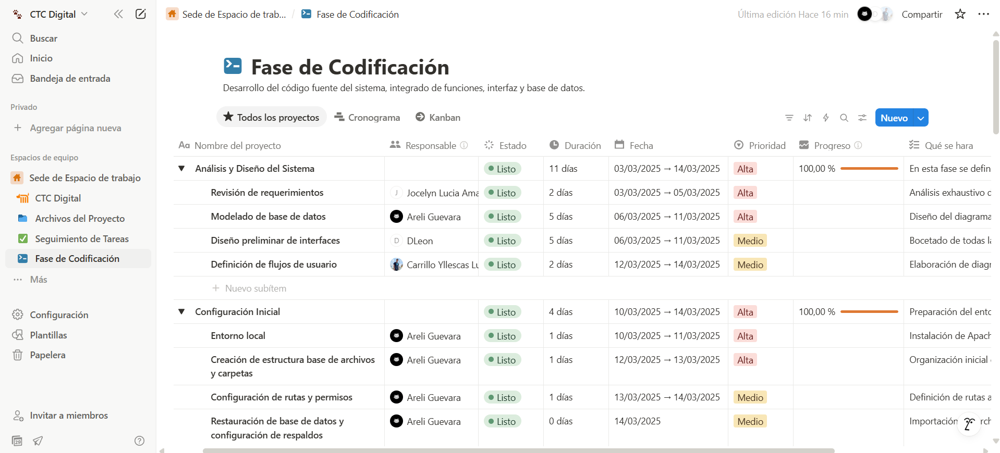 CTC Digital
Buscar
Inicio
Bandeja de entrada
Privado
Agregar página nueva
Espacios de equipo
Sede de Espacio de trabajo
CTC Digital
Archivos del Proyecto
Seguimiento de Tareas
Fase de Codificación
Más
Configuración
Plantillas
Papelera
Invitar a miembros
29
Sede de Espacio de trab... / Fase de Codificación
Última edición Hace 16 min
D
Compartir
Fase de Codificación
Desarrollo del código fuente del sistema, integrado de funciones, interfaz y base de datos.
Todos los proyectos Cronograma Kanban
Nuevo
Aa Nombre del proyecto Responsable Estado Duración Fecha Prioridad Progreso Qué se hara
Análisis y Diseño del Sistema Listo 11 días 03/03/2025 → 14/03/2025 Alta 100,00 % En esta fase se defin
Revisión de requerimientos J Jocelyn Lucia Ama Listo 2 días 03/03/2025 → 05/03/2025 Alta Análisis exhaustivo
Modelado de base de datos Areli Guevara Listo 5 días 06/03/2025 → 11/03/2025 Alta Diseño del diagrama
Diseño preliminar de interfaces D DLeon Listo 5 días 06/03/2025 → 11/03/2025 Medio Bocetado de todas
Definición de flujos de usuario Carrillo Yllescas Lu Listo 2 días 12/03/2025 → 14/03/2025 Medio Elaboración de diagr
Nuevo subítem
Configuración Inicial Listo 4 días 10/03/2025 → 14/03/2025 Alta 100,00 % Preparación del ento
Entorno local Areli Guevara Listo 1 días 10/03/2025 → 11/03/2025 Alta Instalación de Apach
Creación de estructura base de archivos
y carpetas Areli Guevara Listo 1 días 12/03/2025 → 13/03/2025 Alta Organización inicial
Configuración de rutas y permisos Areli Guevara Listo 1 días 13/03/2025 → 14/03/2025 Medio Definición de rutas a
Restauración de base de datos y
configuración de respaldos Areli Guevara Listo 0 días 14/03/2025 Medio Importación